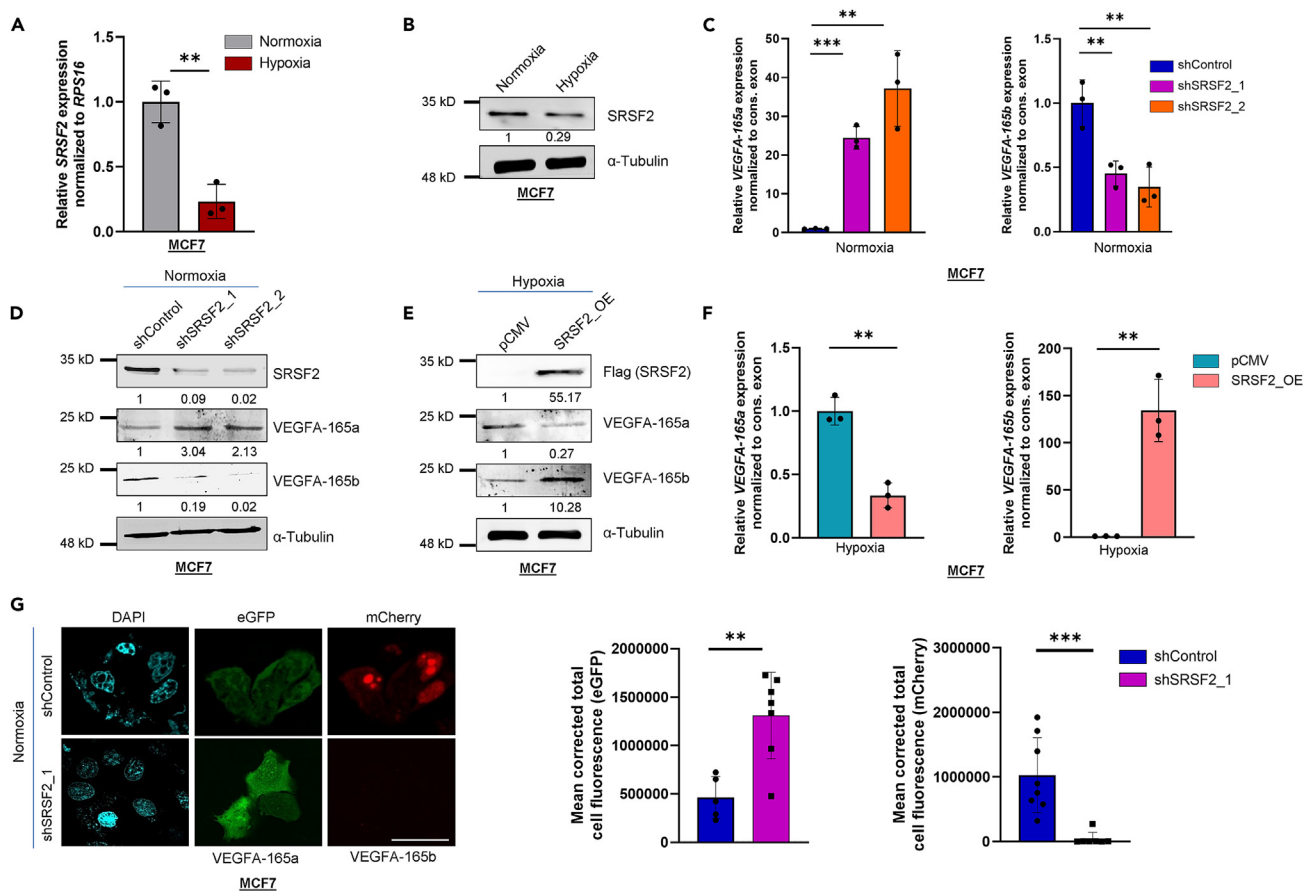 A
Relative SRSF2 expression
normalized to RPS16
1.5
1.0
0.5
0.0
**
Normoxia
Hypoxia
MCF7
B
Normoxia
Hypoxia
35 kD
SRSF2
1 0.29
α-Tubulin
48 kD
MCF7
C
Relative VEGFA-165a expression
normalized to cons. exon
60
40
30
20
10
0
**
***
Normoxia
Relative VEGFA-165b expression
normalized to cons. exon
1.5
1.0
0.5
0.0
**
**
Normoxia
shControl
shSRSF2_1
shSRSF2_2
MCF7
D
Normoxia
shControl
shSRSF2_1
shSRSF2_2
35 kD
SRSF2
1 0.09 0.02
25 kD
VEGFA-165a
1 3.04 2.13
25 kD
VEGFA-165b
1 0.19 0.02
α-Tubulin
48 kD
MCF7
E
Hypoxia
pCMV
SRSF2_OE
35 kD
Flag (SRSF2)
1 55.17
25 kD
VEGFA-165a
1 0.27
25 kD
VEGFA-165b
1 10.28
α-Tubulin
48 kD
MCF7
F
Relative VEGFA-165a expression
normalized to cons. exon
1.5
1.0
0.5
0.0
**
Hypoxia
Relative VEGFA-165b expression
normalized to cons. exon
200
150
100
50
0
**
Hypoxia
pCMV
SRSF2_OE
MCF7
G
DAPI eGFP mCherry
Normoxia
shControl
shSRSF2_1
VEGFA-165a VEGFA-165b
MCF7
Mean corrected total
cell fluorescence (eGFP)
2000000
1500000
1000000
500000
0
**
Mean corrected total
cell fluorescence (mCherry)
3000000
2000000
1000000
0
***
shControl
shSRSF2_1